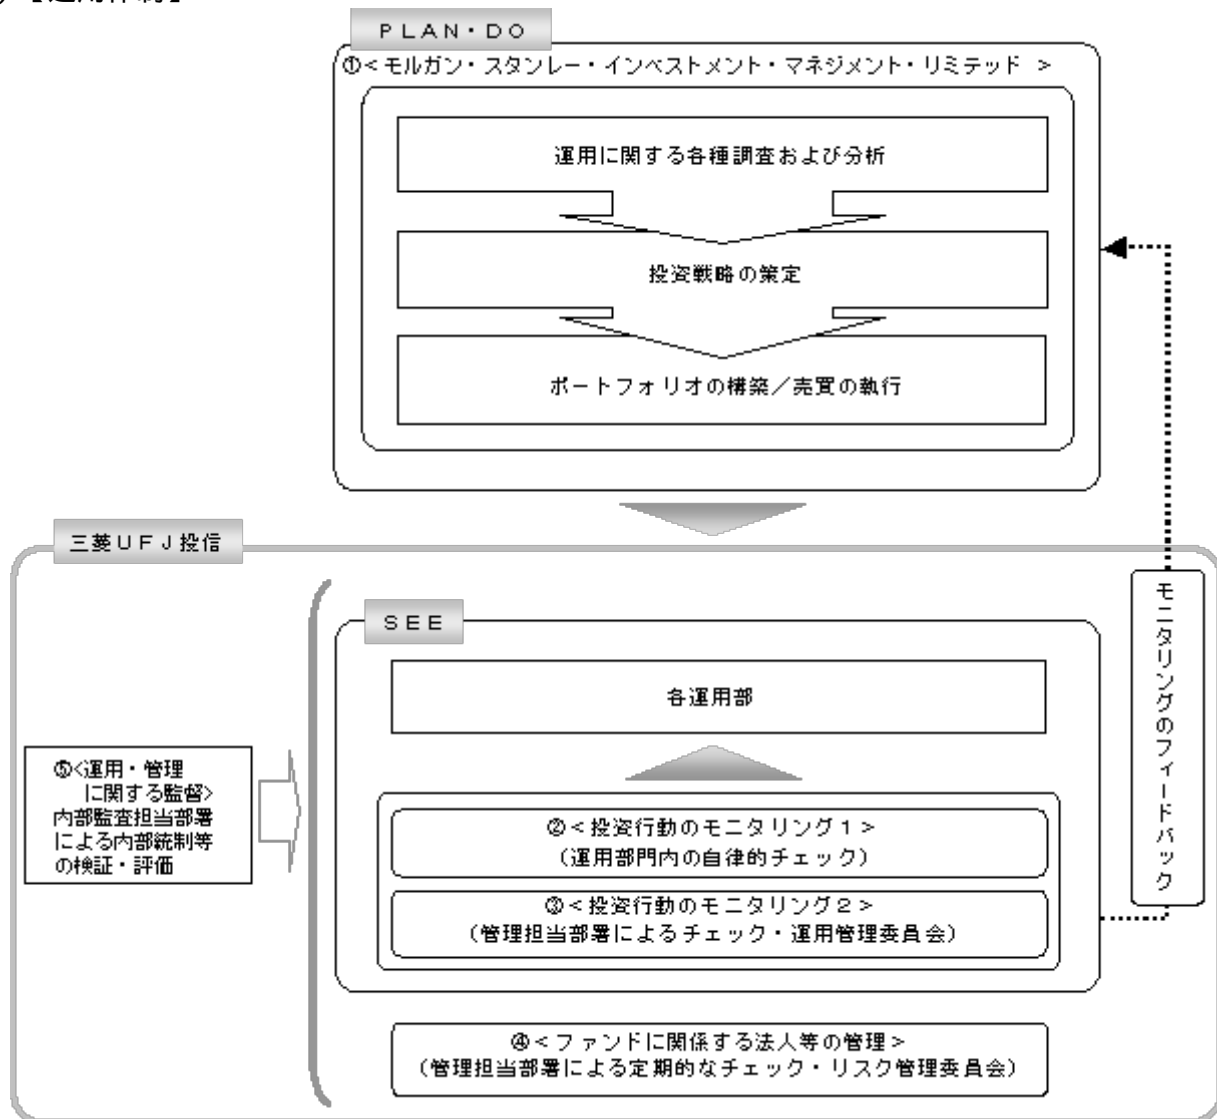 PLAN・DO
①<モルガン・スタンレー・インベストメント・マネジメント・リミテッド >
運用に関する各種調査および分析
投資戦略の策定
ポートフォリオの構築/売買の執行
三菱UFJ投信
SEE
各運用部
モニタリングのフィードバック
⑤<運用・管理
に関する監督>
内部監査担当部署
による内部統制等
の検証・評価
②<投資行動のモニタリング1>
(運用部門内の自律的チェック)
③<投資行動のモニタリング2>
(管理担当部署によるチェック・運用管理委員会)
④<ファンドに関係する法人等の管理>
(管理担当部署による定期的なチェック・リスク管理委員会)